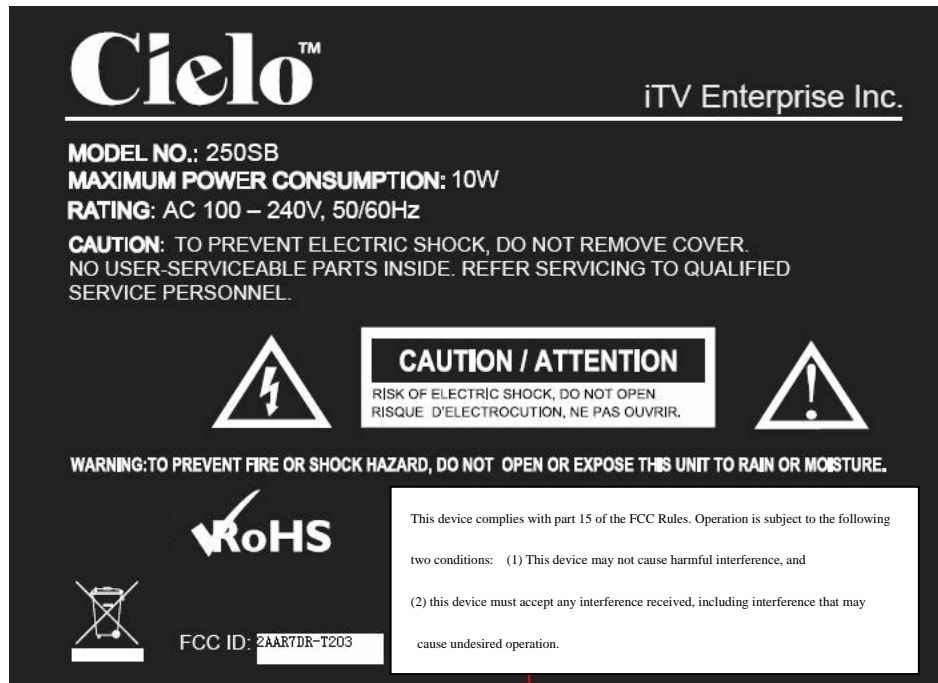 Cielo™
iTV Enterprise Inc.
MODEL NO.: 250SB
MAXIMUM POWER CONSUMPTION: 10W
RATING: AC 100 – 240V, 50/60Hz
CAUTION: TO PREVENT ELECTRIC SHOCK, DO NOT REMOVE COVER.
NO USER-SERVICEABLE PARTS INSIDE. REFER SERVICING TO QUALIFIED
SERVICE PERSONNEL.
CAUTION / ATTENTION
RISK OF ELECTRIC SHOCK, DO NOT OPEN
RISQUE D'ELECTROCUTION, NE PAS OUVRIR.
WARNING:TO PREVENT FIRE OR SHOCK HAZARD, DO NOT OPEN OR EXPOSE THIS UNIT TO RAIN OR MOISTURE.
RoHS
This device complies with part 15 of the FCC Rules. Operation is subject to the following
two conditions: (1) This device may not cause harmful interference, and
(2) this device must accept any interference received, including interference that may
cause undesired operation.
FCC ID: 2AAR7DR-T203